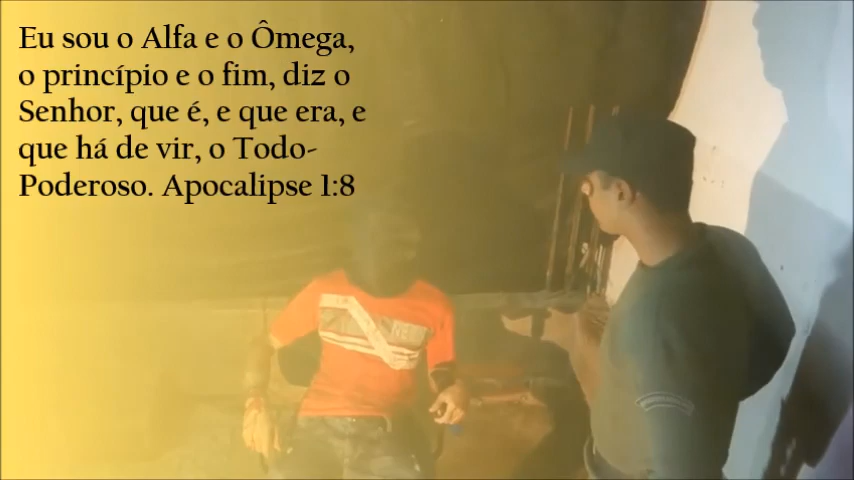 Eu sou o Alfa e o Ômega,
o princípio e o fim, diz o
Senhor, que é, e que era, e
que há de vir, o Todo-
Poderoso. Apocalipse 1:8